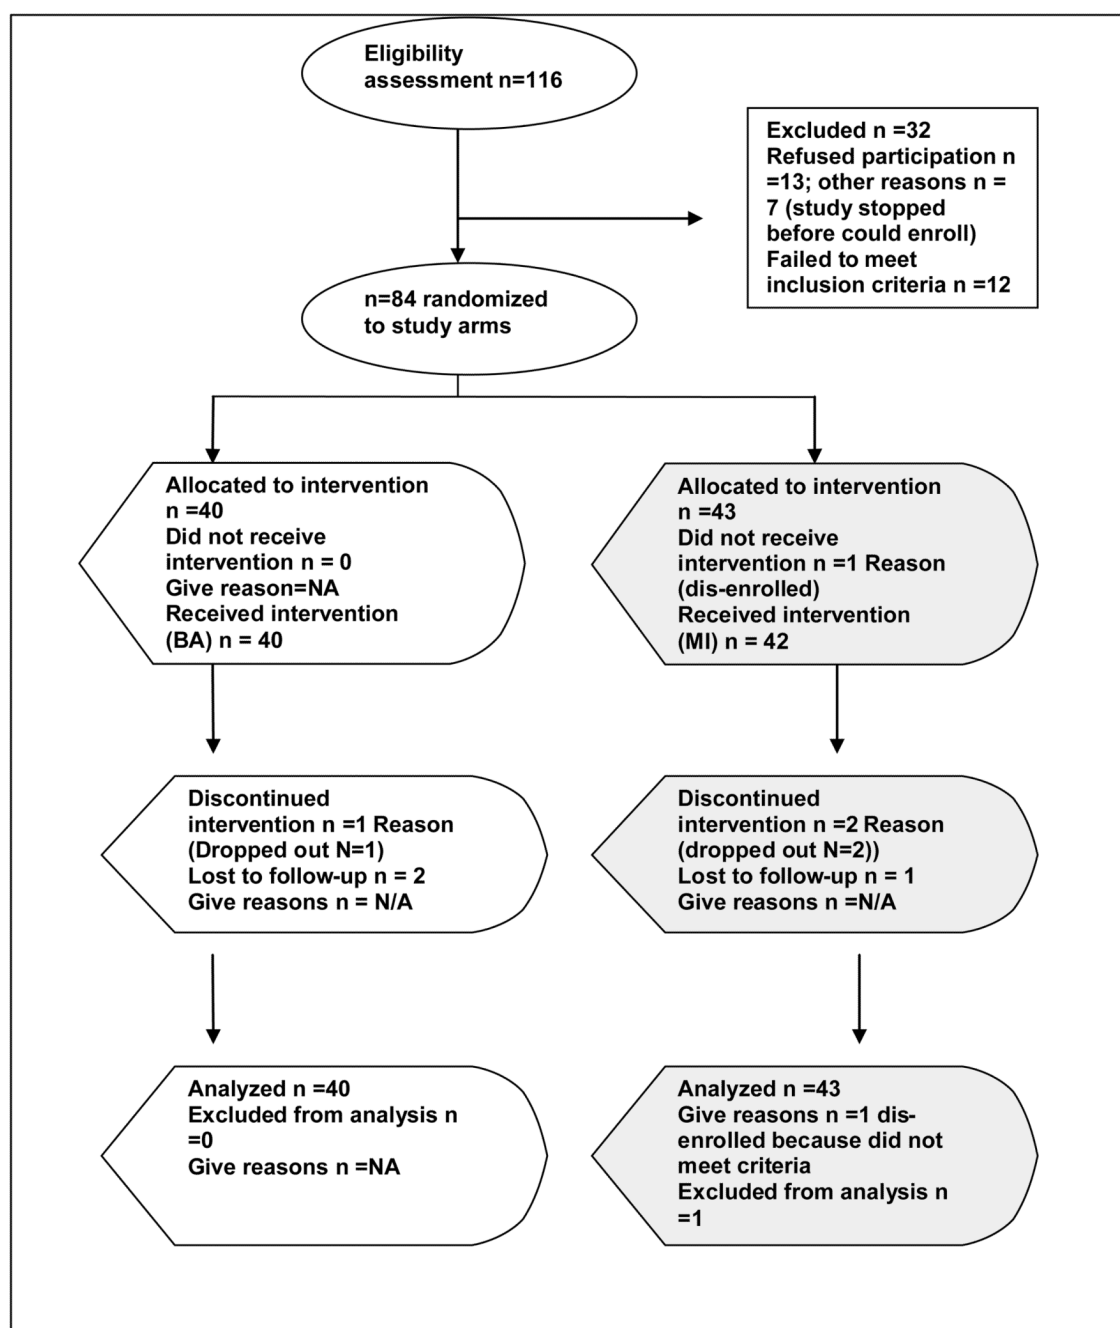 Eligibility
assessment n=116
Excluded n =32
Refused participation n
=13; other reasons n =
7 (study stopped
before could enroll)
Failed to meet
inclusion criteria n =12
n=84 randomized
to study arms
Allocated to intervention
n =40
Did not receive
intervention n = 0
Give reason=NA
Received intervention
(BA) n = 40
Allocated to intervention
n =43
Did not receive
intervention n =1 Reason
(dis-enrolled)
Received intervention
(MI) n = 42
Discontinued
intervention n =1 Reason
(Dropped out N=1)
Lost to follow-up n = 2
Give reasons n = N/A
Discontinued
intervention n =2 Reason
(dropped out N=2))
Lost to follow-up n = 1
Give reasons n =N/A
Analyzed n =40
Excluded from analysis n
=0
Give reasons n =NA
Analyzed n =43
Give reasons n =1 dis-
enrolled because did not
meet criteria
Excluded from analysis n
=1